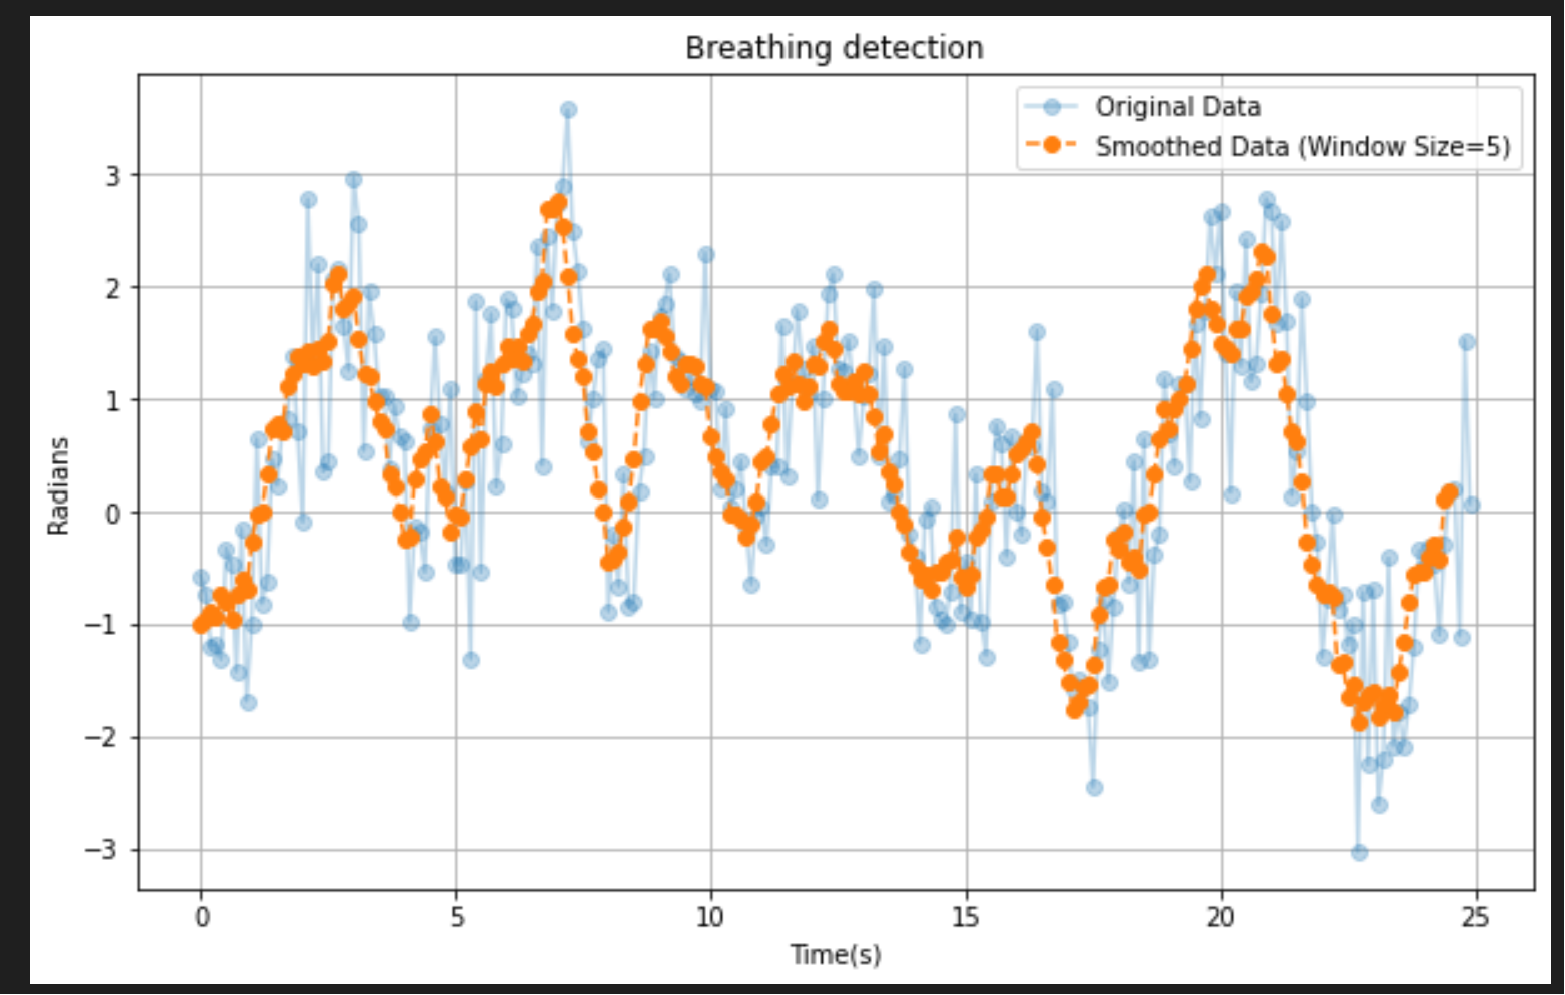 Breathing detection
Original Data
Smoothed Data (Window Size=5)
3
2
1
0
−1
−2
−3
Radians
0 5 10 15 20 25
Time(s)